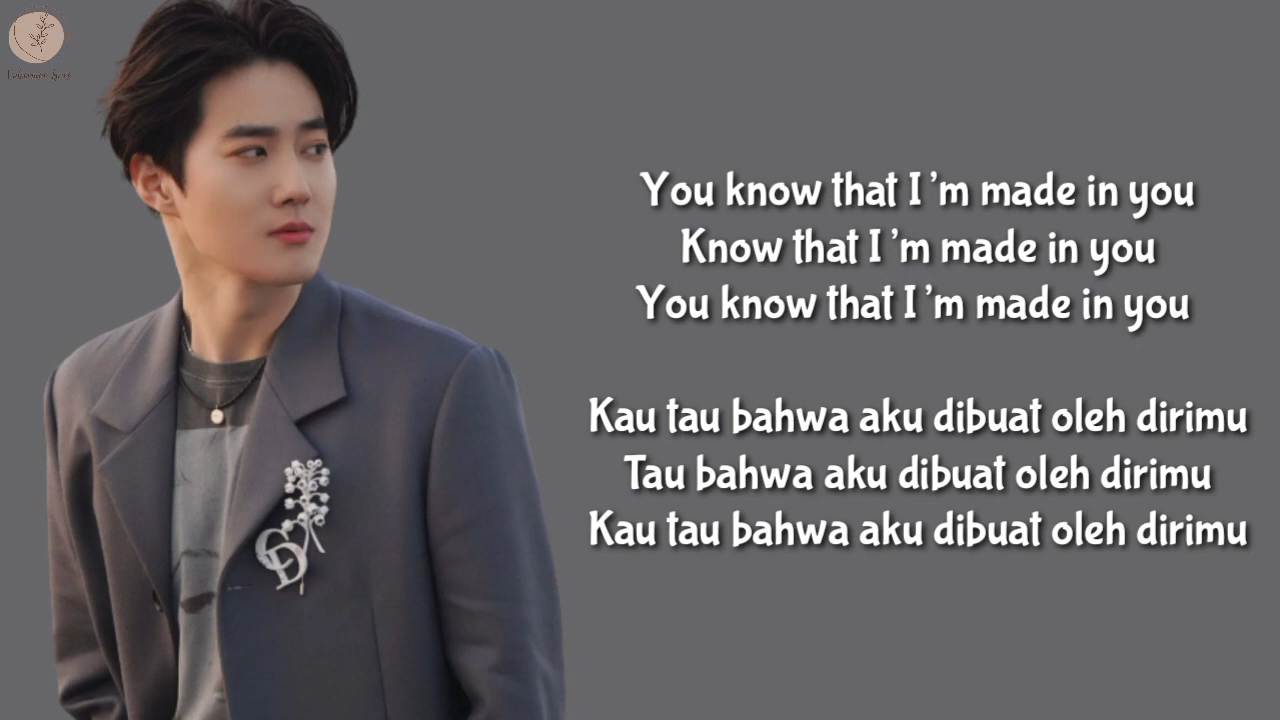 You know that I'm made in you
Know that I'm made in you
You know that I'm made in you
Kau tau bahwa aku dibuat oleh dirimu
Tau bahwa aku dibuat oleh dirimu
Kau tau bahwa aku dibuat oleh dirimu
CD